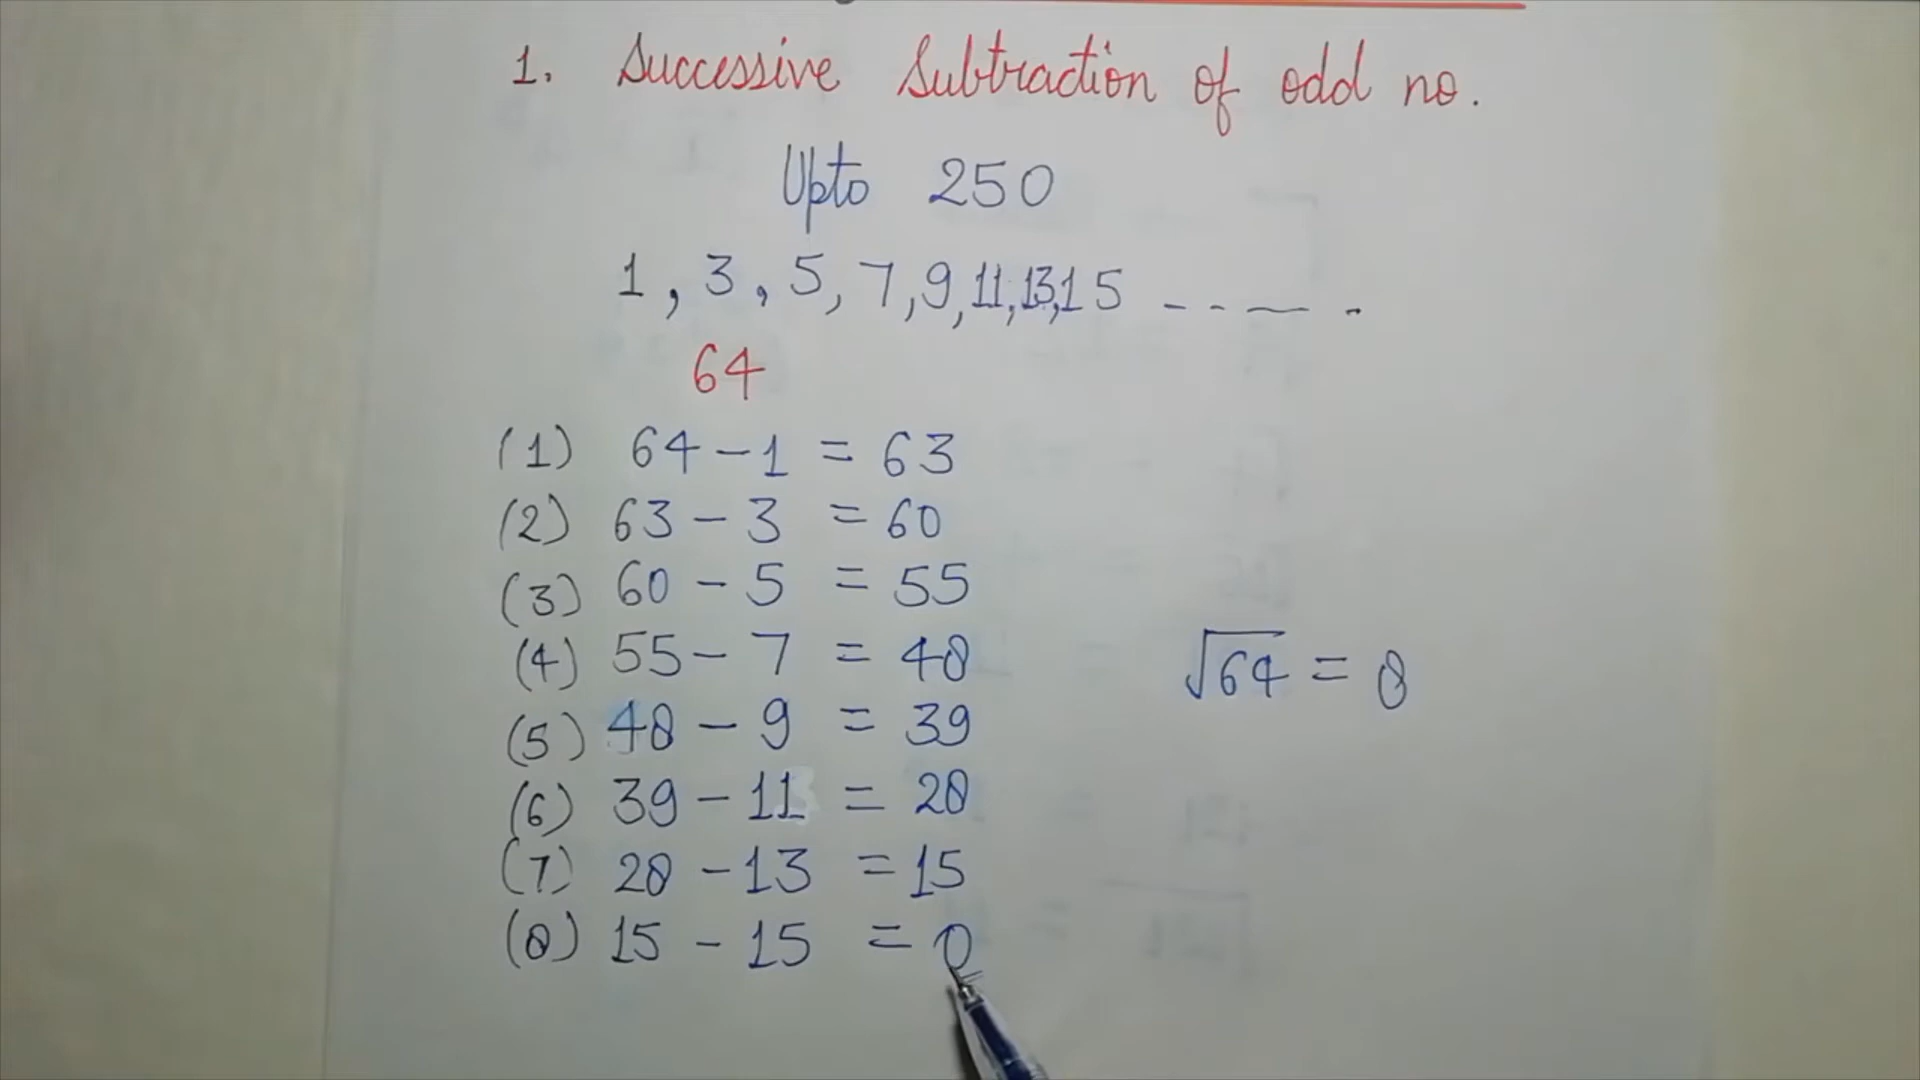 1. Successive Subtraction of odd no.
Upto 250
1, 3, 5, 7, 9, 11, 13, 15 - - — .
64
(1) 64 - 1 = 63
(2) 63 - 3 = 60
(3) 60 - 5 = 55
(4) 55 - 7 = 48
(5) 48 - 9 = 39
(6) 39 - 11 = 28
(7) 28 - 13 = 15
(8) 15 - 15 = 0
√64 = 8